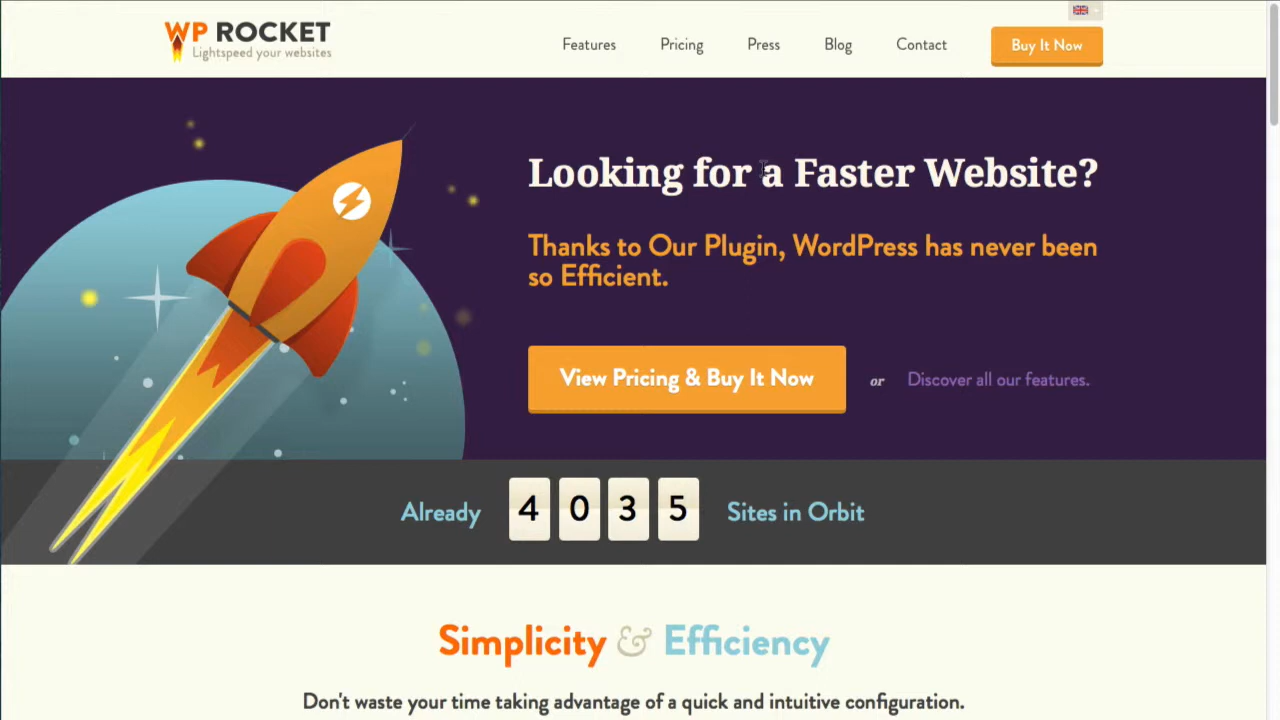 WP ROCKET
Lightspeed your websites
Features Pricing Press Blog Contact Buy It Now
Looking for a Faster Website?
Thanks to Our Plugin, WordPress has never been
so Efficient.
View Pricing & Buy It Now or Discover all our features.
Already 4 0 3 5 Sites in Orbit
Simplicity & Efficiency
Don't waste your time taking advantage of a quick and intuitive configuration.